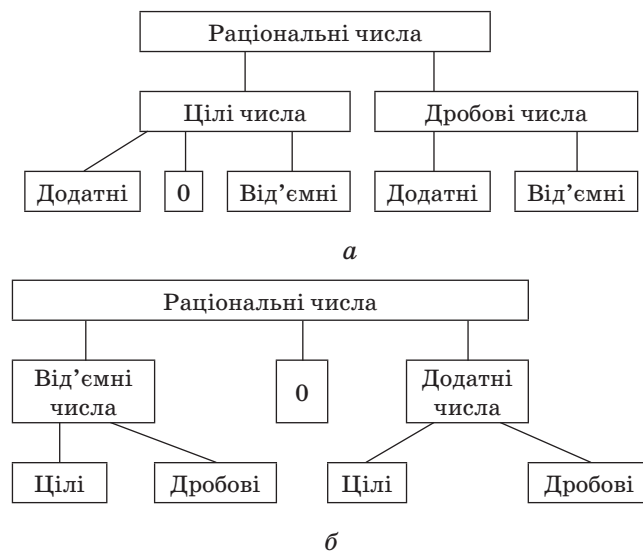 Раціональні числа
Цілі числа Дробові числа
Додатні 0 Від’ємні Додатні Від’ємні
а
Раціональні числа
Від’ємні
числа
0
Додатні
числа
Цілі Дробові Цілі Дробові
б